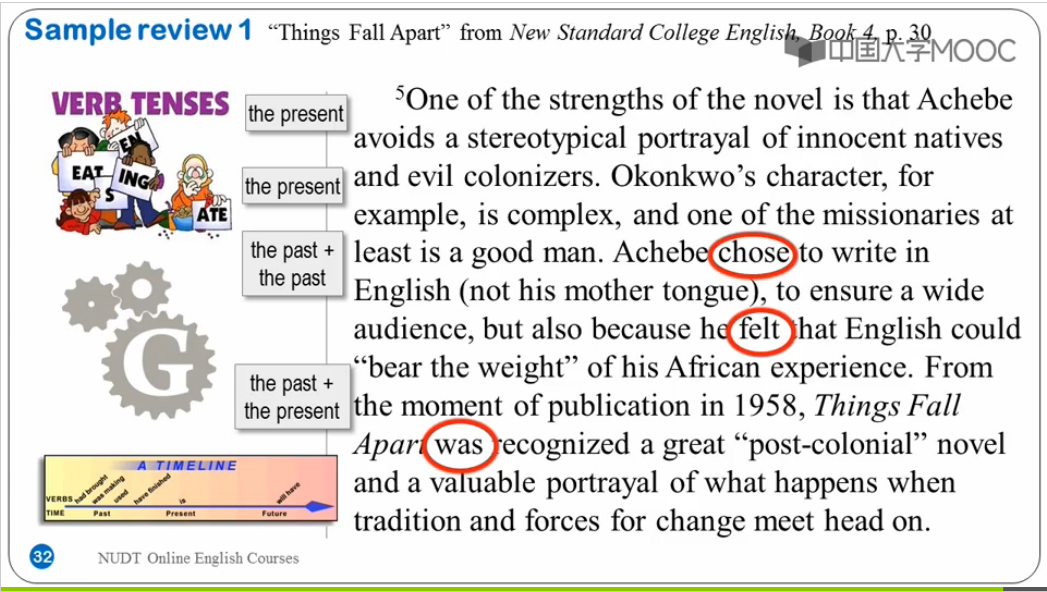 Sample review 1 “Things Fall Apart” from New Standard College English, Book 4, p. 30
中国大学MOOC
VERB TENSES
EN
EAT
ING
S
ATE
the present
the present
the past +
the past
the past +
the present
G
⁵One of the strengths of the novel is that Achebe
avoids a stereotypical portrayal of innocent natives
and evil colonizers. Okonkwo’s character, for
example, is complex, and one of the missionaries at
least is a good man. Achebe chose to write in
English (not his mother tongue), to ensure a wide
audience, but also because he felt that English could
“bear the weight” of his African experience. From
the moment of publication in 1958, Things Fall
Apart was recognized a great “post-colonial” novel
and a valuable portrayal of what happens when
tradition and forces for change meet head on.
A TIMELINE
VERBS had brought was making used have finished is will have
TIME Past Present Future
32 NUDT Online English Courses